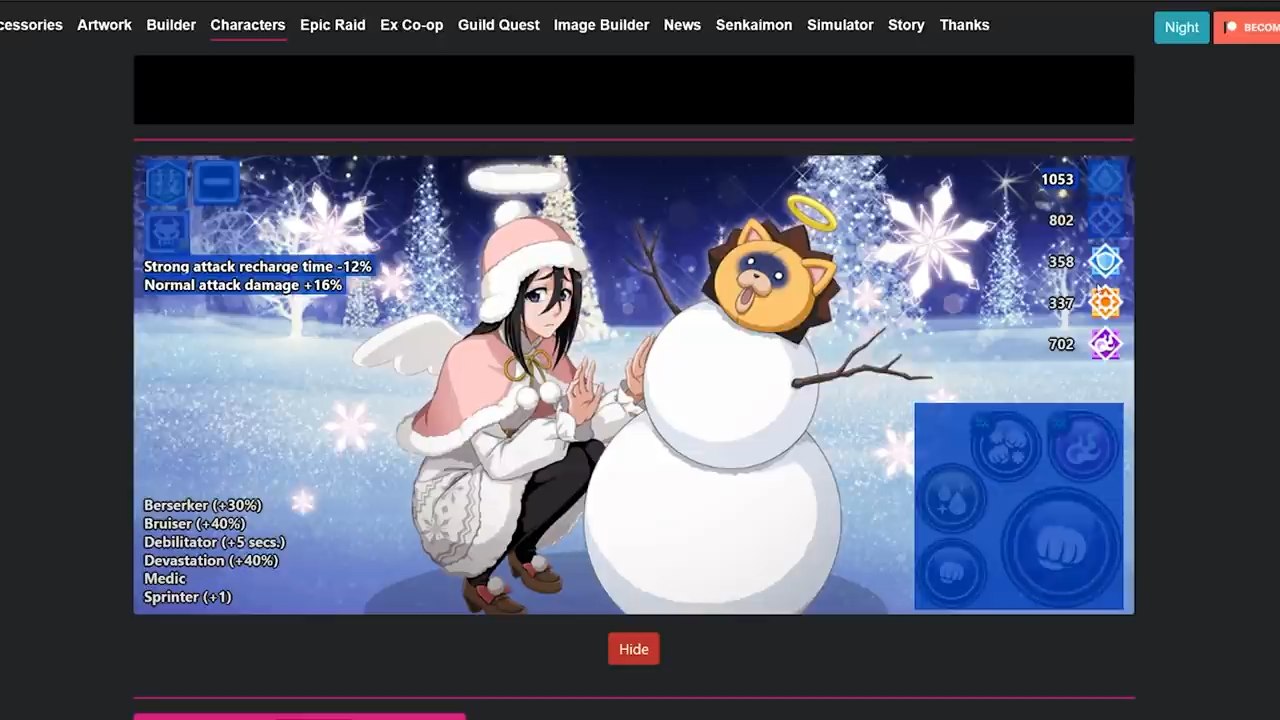 cessories Artwork Builder Characters Epic Raid Ex Co-op Guild Quest Image Builder News Senkaimon Simulator Story Thanks
Night
BECOM
1053
802
358
337
702
Strong attack recharge time -12%
Normal attack damage +16%
Berserker (+30%)
Bruiser (+40%)
Debilitator (+5 secs.)
Devastation (+40%)
Medic
Sprinter (+1)
Hide